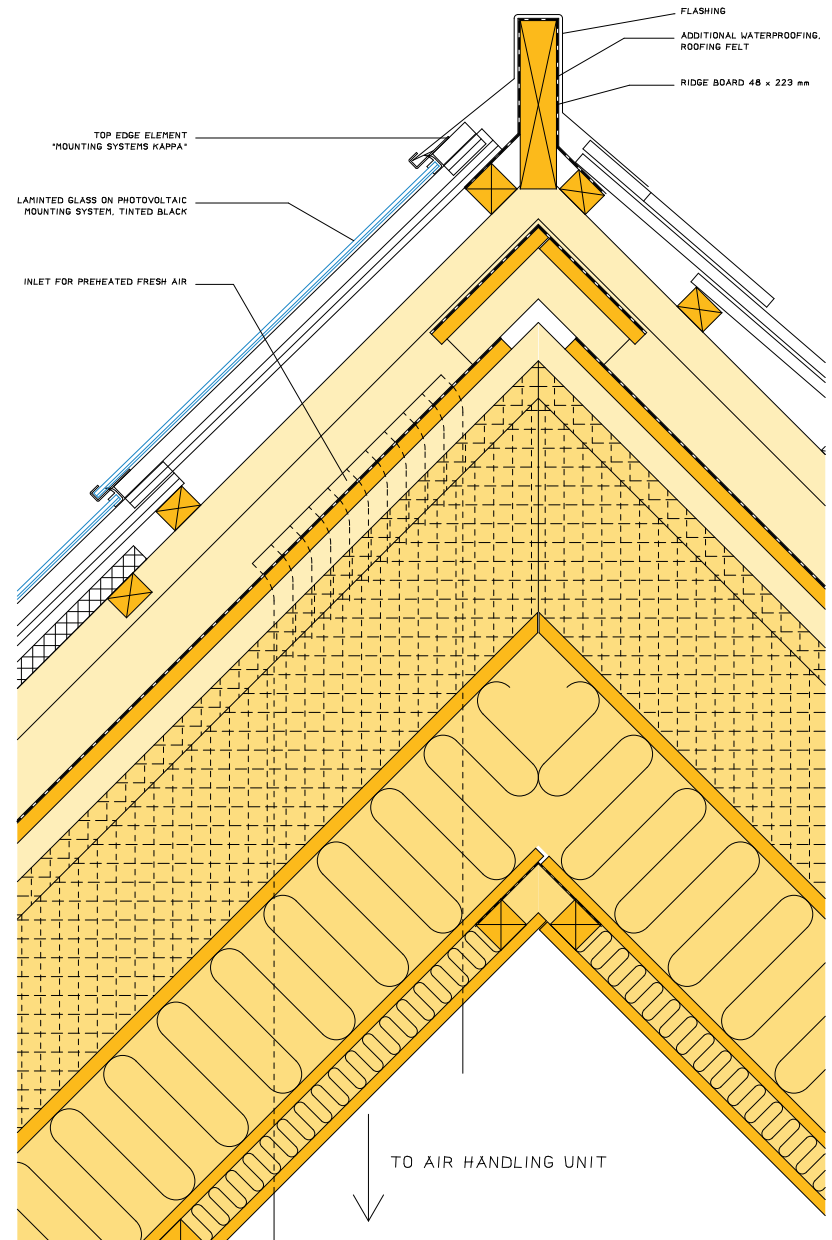 FLASHING
ADDITIONAL WATERPROOFING,
ROOFING FELT
RIDGE BOARD 48 x 223 mm
TOP EDGE ELEMENT
"MOUNTING SYSTEMS KAPPA"
LAMINTED GLASS ON PHOTOVOLTAIC
MOUNTING SYSTEM, TINTED BLACK
INLET FOR PREHEATED FRESH AIR
TO AIR HANDLING UNIT